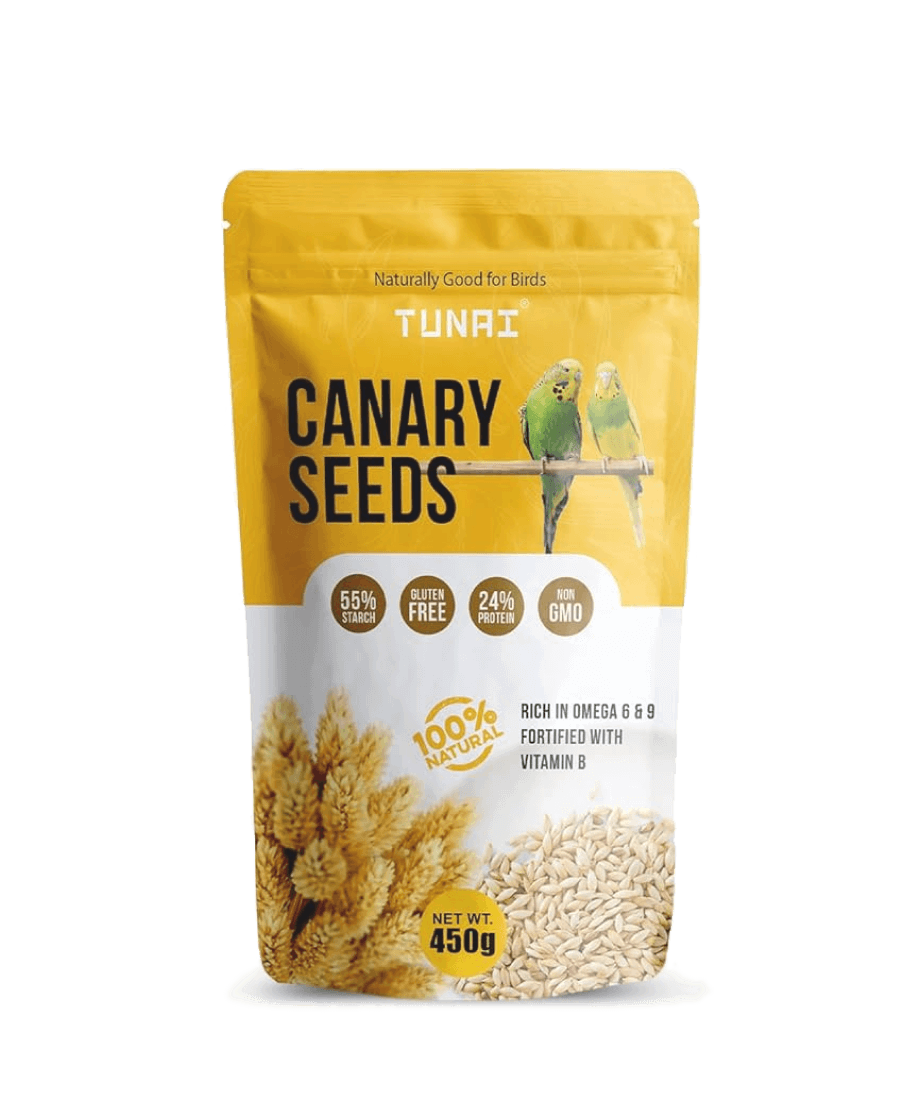 Naturally Good for Birds
TUNAI®
CANARY
SEEDS
55%
STARCH
GLUTEN
FREE
24%
PROTEIN
NON
GMO
100%
NATURAL
RICH IN OMEGA 6 & 9
FORTIFIED WITH
VITAMIN B
NET WT.
450g